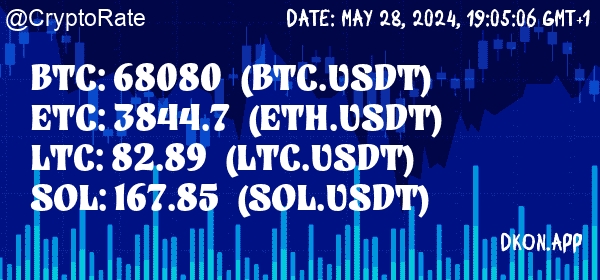 @CryptoRate
DATE: MAY 28, 2024, 19:05:06 GMT+1
BTC: 68080 (BTC.USDT)
ETC: 3844.7 (ETH.USDT)
LTC: 82.89 (LTC.USDT)
SOL: 167.85 (SOL.USDT)
DKON.APP